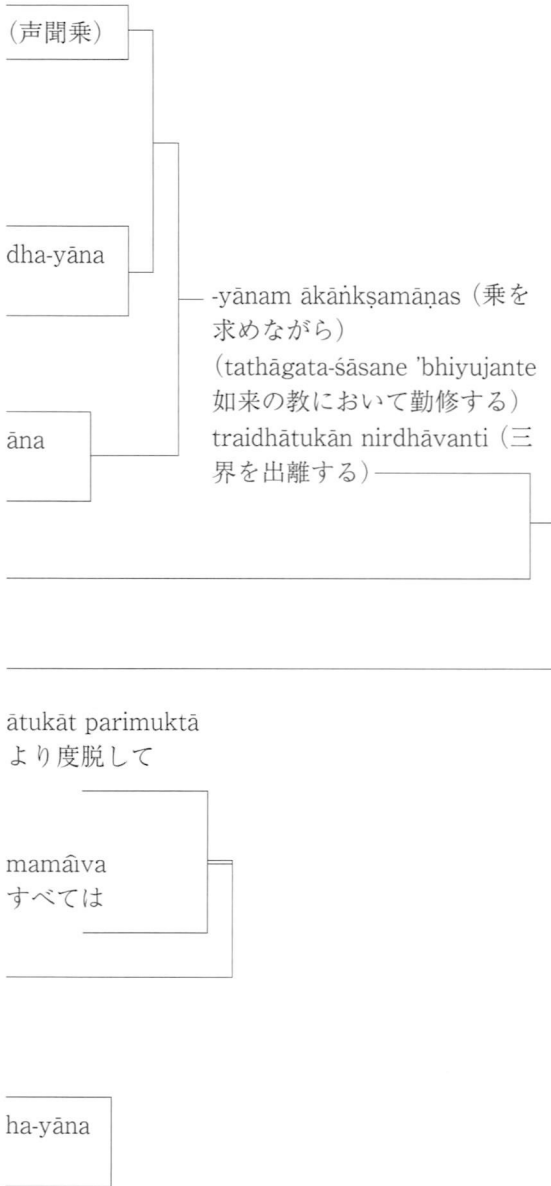 （声聞乗）
dha-yāna
-yānam ākāṅkṣamāṇas（乗を
求めながら）
（tathāgata-śāsane 'bhiyujante
如来の教において勤修する）
āna
traidhātukān nirdhāvanti（三
界を出離する）
ātukāt parimuktā
より度脱して
mamâiva
すべては
ha-yāna